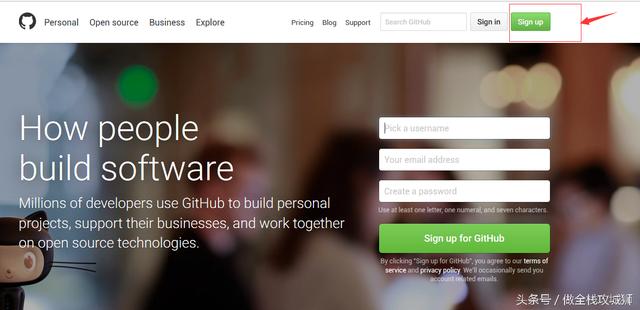 Personal Open source Business Explore Pricing Blog Support Search GitHub Sign in Sign up
How people
build software
Millions of developers use GitHub to build personal
projects, support their businesses, and work together
on open source technologies.
Pick a username
Your email address
Create a password
Use at least one letter, one numeral, and seven characters.
Sign up for GitHub
By clicking "Sign up for GitHub", you agree to our terms of
service and privacy policy. We'll occasionally send you
account related emails.
头条号 / 做全栈攻城狮